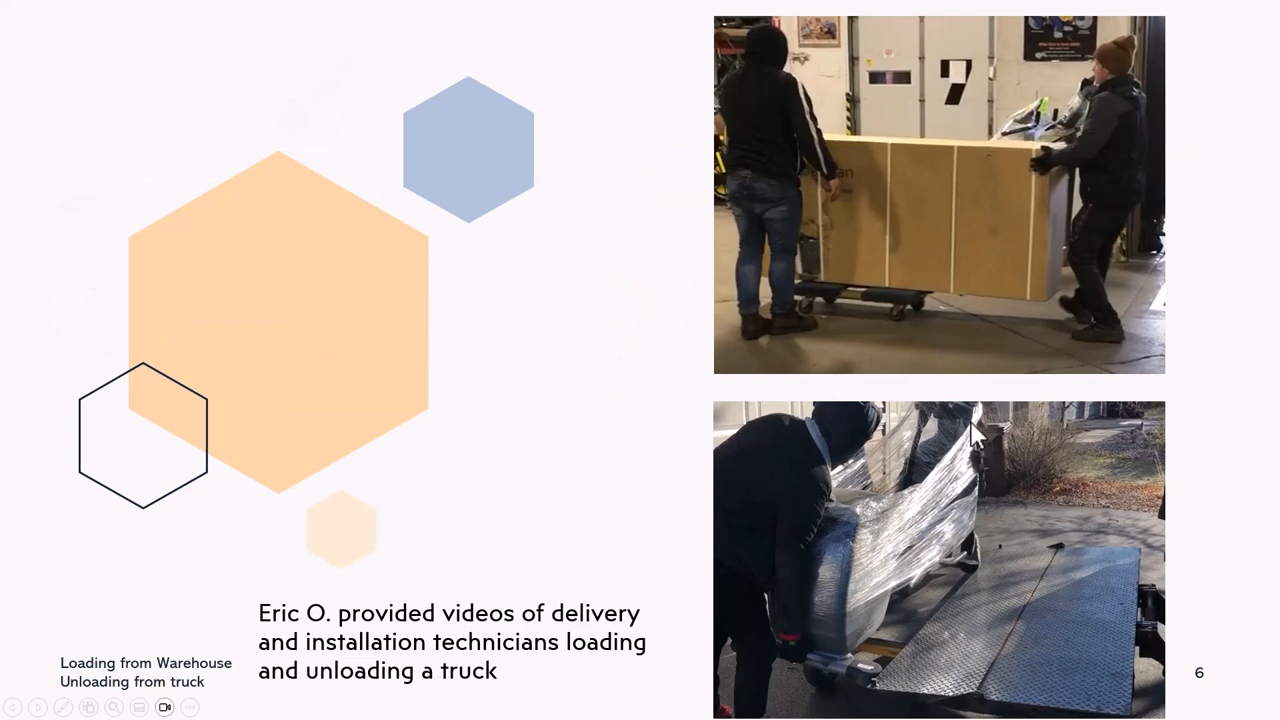 7
Eric O. provided videos of delivery
and installation technicians loading
and unloading a truck
Loading from Warehouse
Unloading from truck
6